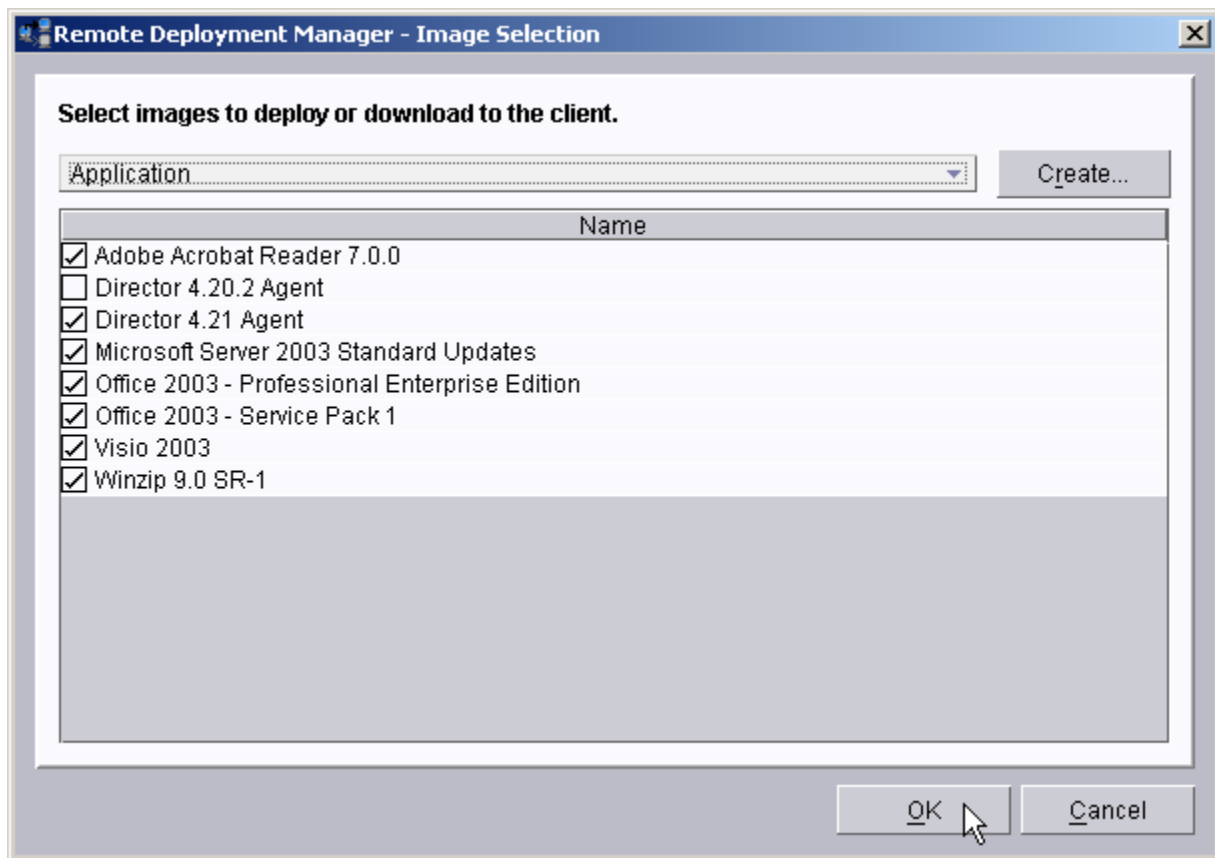 Remote Deployment Manager - Image Selection
Select images to deploy or download to the client.
Application
Create...
Name
Adobe Acrobat Reader 7.0.0
Director 4.20.2 Agent
Director 4.21 Agent
Microsoft Server 2003 Standard Updates
Office 2003 - Professional Enterprise Edition
Office 2003 - Service Pack 1
Visio 2003
Winzip 9.0 SR-1
OK
Cancel